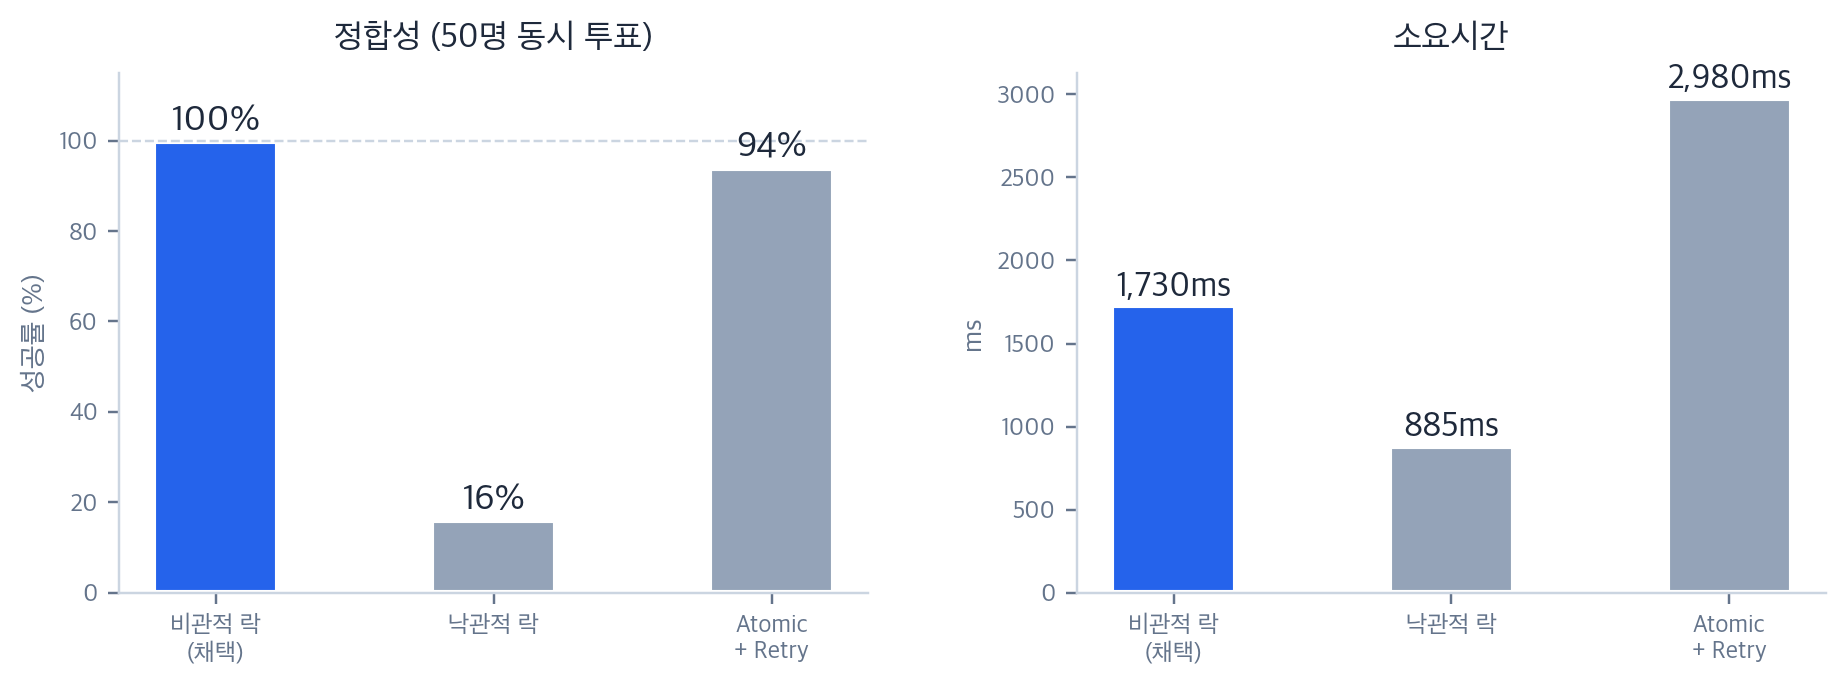 정합성 (50명 동시 투표)
성공률 (%)
100
80
60
40
20
0
100%
16%
94%
비관적 락
(채택)
낙관적 락
Atomic
+ Retry
소요시간
ms
3000
2500
2000
1500
1000
500
0
1,730ms
885ms
2,980ms
비관적 락
(채택)
낙관적 락
Atomic
+ Retry